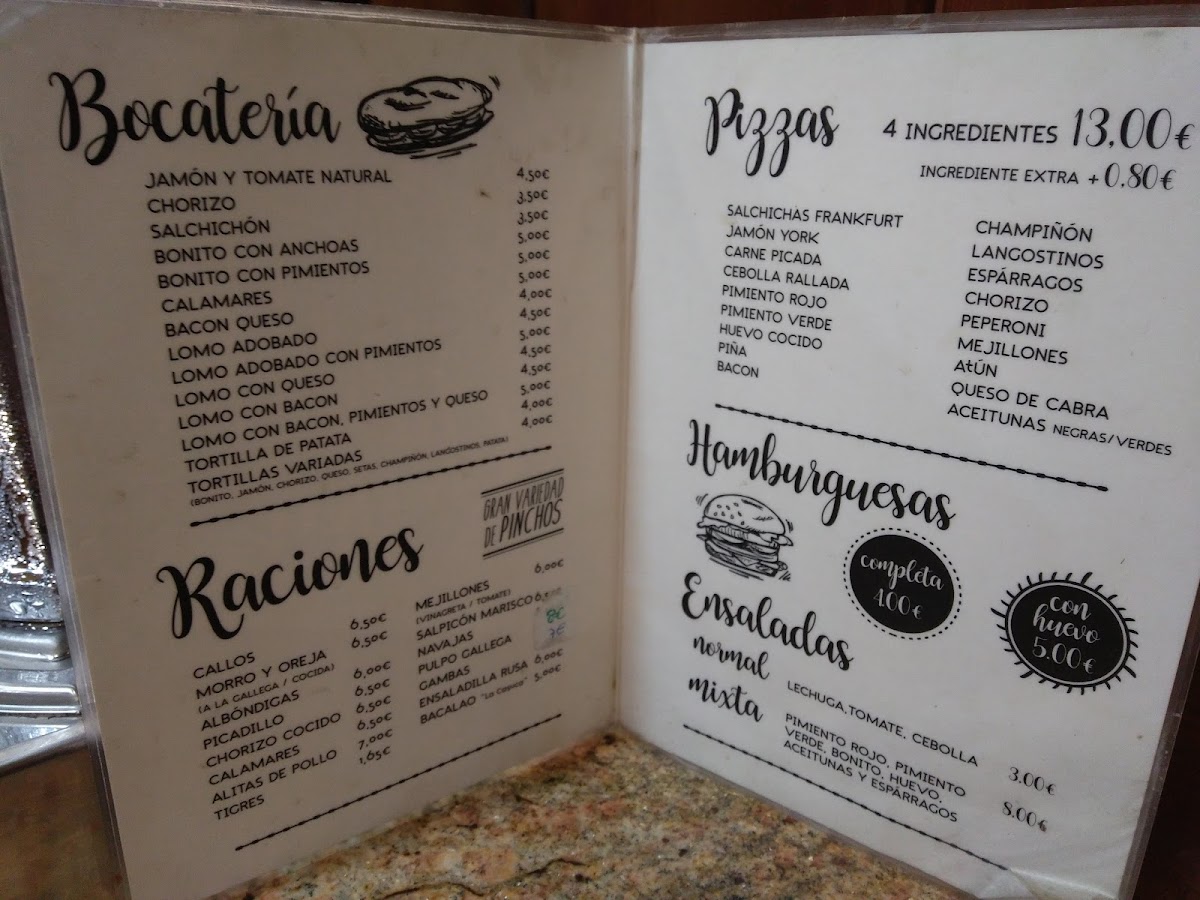 Bocatería
JAMÓN Y TOMATE NATURAL 4,50€
CHORIZO 3,50€
SALCHICHÓN 3,50€
BONITO CON ANCHOAS 5,00€
BONITO CON PIMIENTOS 5,00€
CALAMARES 5,00€
BACON QUESO 4,00€
LOMO ADOBADO 4,50€
LOMO ADOBADO CON PIMIENTOS 5,00€
LOMO CON QUESO 4,50€
LOMO CON BACON 4,50€
LOMO CON BACON, PIMIENTOS Y QUESO 5,00€
TORTILLA DE PATATA 4,00€
TORTILLAS VARIADAS 4,00€
(BONITO, JAMÓN, CHORIZO, QUESO, SETAS, CHAMPIÑÓN, LANGOSTINOS, PATATA)
GRAN VARIEDAD
DE PINCHOS
Raciones
CALLOS 6,50€
MORRO Y OREJA 6,50€
(A LA GALLEGA / COCIDA)
ALBÓNDIGAS 6,00€
PICADILLO 6,50€
CHORIZO COCIDO 6,50€
CALAMARES 6,50€
ALITAS DE POLLO 7,00€
TIGRES 1,65€
MEJILLONES 6,00€
(VINAGRETA / TOMATE)
SALPICÓN MARISCO
NAVAJAS 8€
PULPO GALLEGA
GAMBAS
ENSALADILLA RUSA 6,00€
BACALAO 5,00€
Pizzas 4 INGREDIENTES 13,00€
INGREDIENTE EXTRA +0,80€
SALCHICHAS FRANKFURT
JAMÓN YORK
CARNE PICADA
CEBOLLA RALLADA
PIMIENTO ROJO
PIMIENTO VERDE
HUEVO COCIDO
PIÑA
BACON
CHAMPIÑÓN
LANGOSTINOS
ESPÁRRAGOS
CHORIZO
PEPERONI
MEJILLONES
AtÚN
QUESO DE CABRA
ACEITUNAS NEGRAS/VERDES
Hamburguesas
completa
4.00€
con
huevo
5.00€
Ensaladas
normal LECHUGA,TOMATE, CEBOLLA 3.00€
mixta PIMIENTO ROJO, PIMIENTO
VERDE, BONITO, HUEVO,
ACEITUNAS Y ESPÁRRAGOS 8.00€